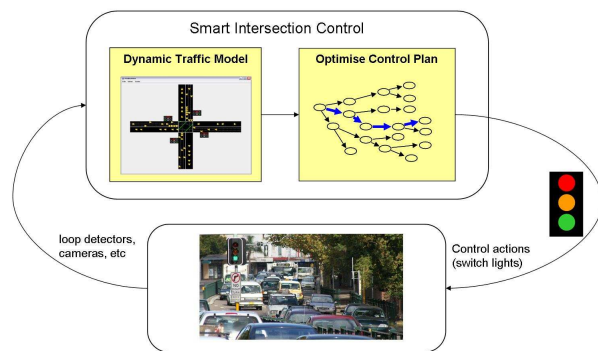 Smart Intersection Control
Dynamic Traffic Model
Optimise Control Plan
loop detectors,
cameras, etc
Control actions
(switch lights)